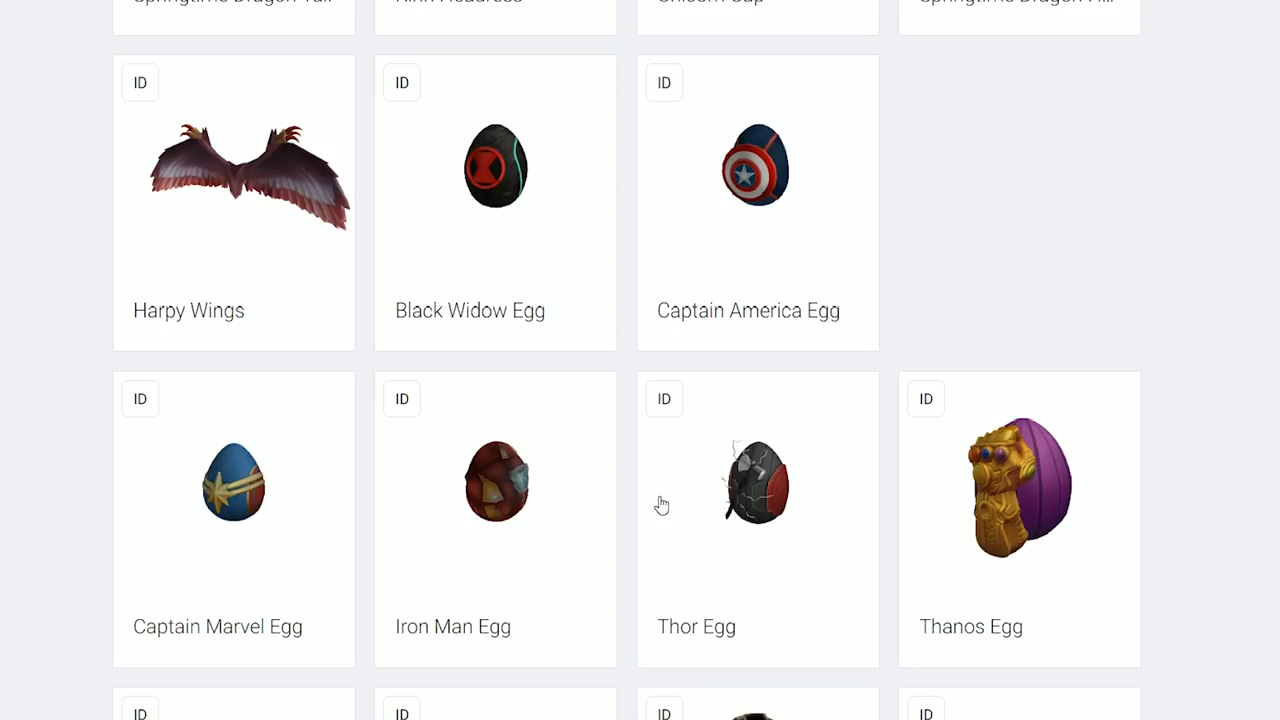 ID
ID
ID
Harpy Wings
Black Widow Egg
Captain America Egg
ID
ID
ID
ID
Captain Marvel Egg
Iron Man Egg
Thor Egg
Thanos Egg
ID
ID
ID
ID